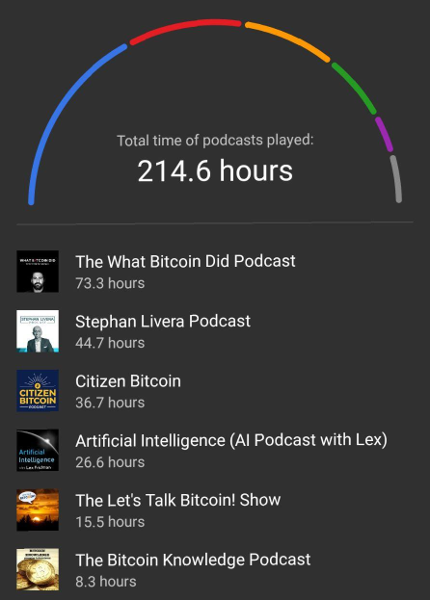 Total time of podcasts played:
214.6 hours
WHAT BITCOIN DID
The What Bitcoin Did Podcast
73.3 hours
STEPHAN LIVERA
Stephan Livera Podcast
44.7 hours
CITIZEN
BITCOIN
PODCAST
Citizen Bitcoin
36.7 hours
Artificial
Intelligence
with Lex Fridman
Artificial Intelligence (AI Podcast with Lex)
26.6 hours
The Let's Talk Bitcoin! Show
15.5 hours
The Bitcoin Knowledge Podcast
8.3 hours